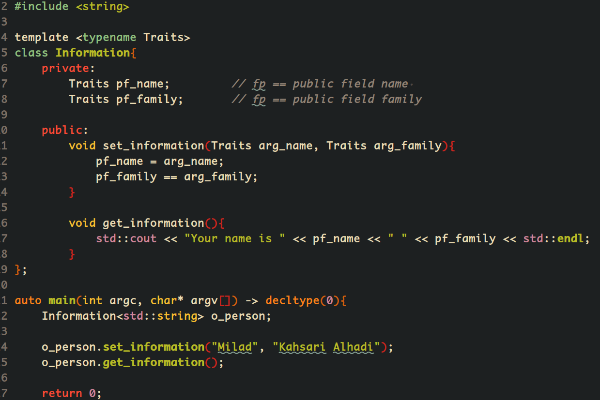 2 #include <string>
3
4 template <typename Traits>
5 class Information{
6 private:
7 Traits pf_name; // fp == public field name
8 Traits pf_family; // fp == public field family
9
0 public:
1 void set_information(Traits arg_name, Traits arg_family){
2 pf_name = arg_name;
3 pf_family == arg_family;
4 }
5
6 void get_information(){
7 std::cout << "Your name is " << pf_name << " " << pf_family << std::endl;
8 }
9 };
0
1 auto main(int argc, char* argv[]) -> decltype(0){
2 Information<std::string> o_person;
3
4 o_person.set_information("Milad", "Kahsari Alhadi");
5 o_person.get_information();
6
7 return 0;